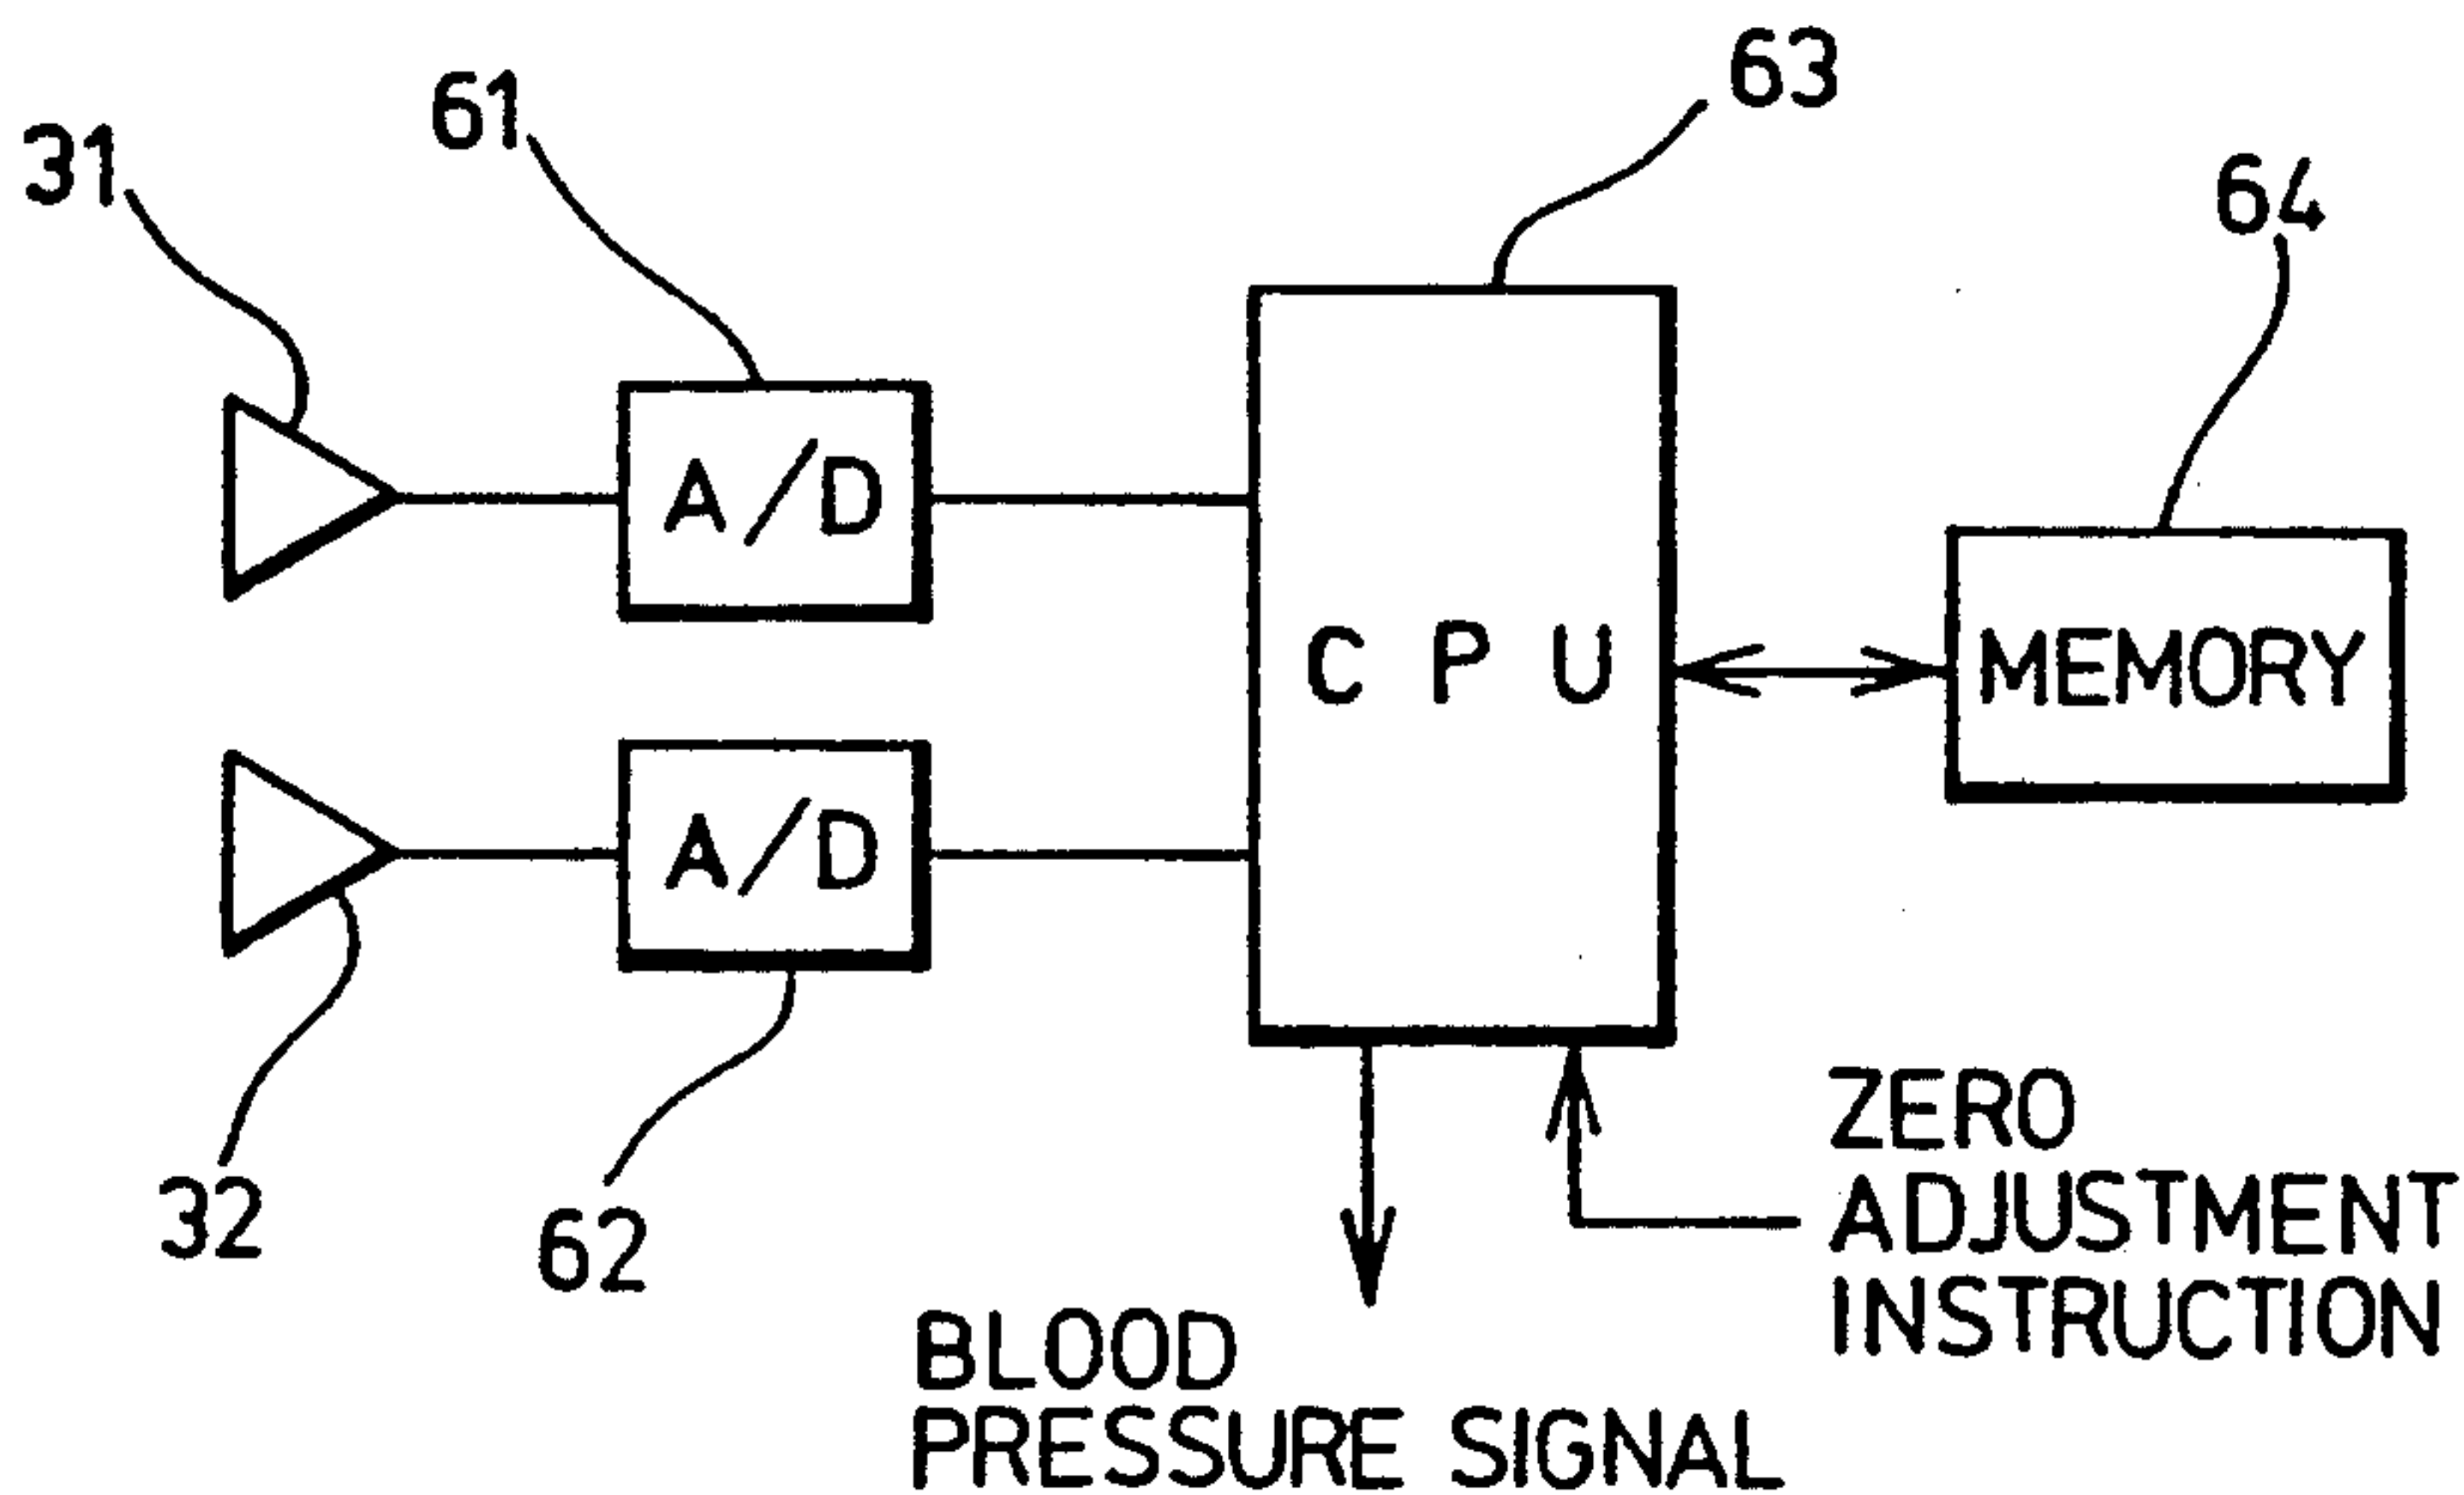 63
61
31
64
A/D
C P U
MEMORY
A/D
ZERO
ADJUSTMENT
INSTRUCTION
32
62
BLOOD
PRESSURE SIGNAL